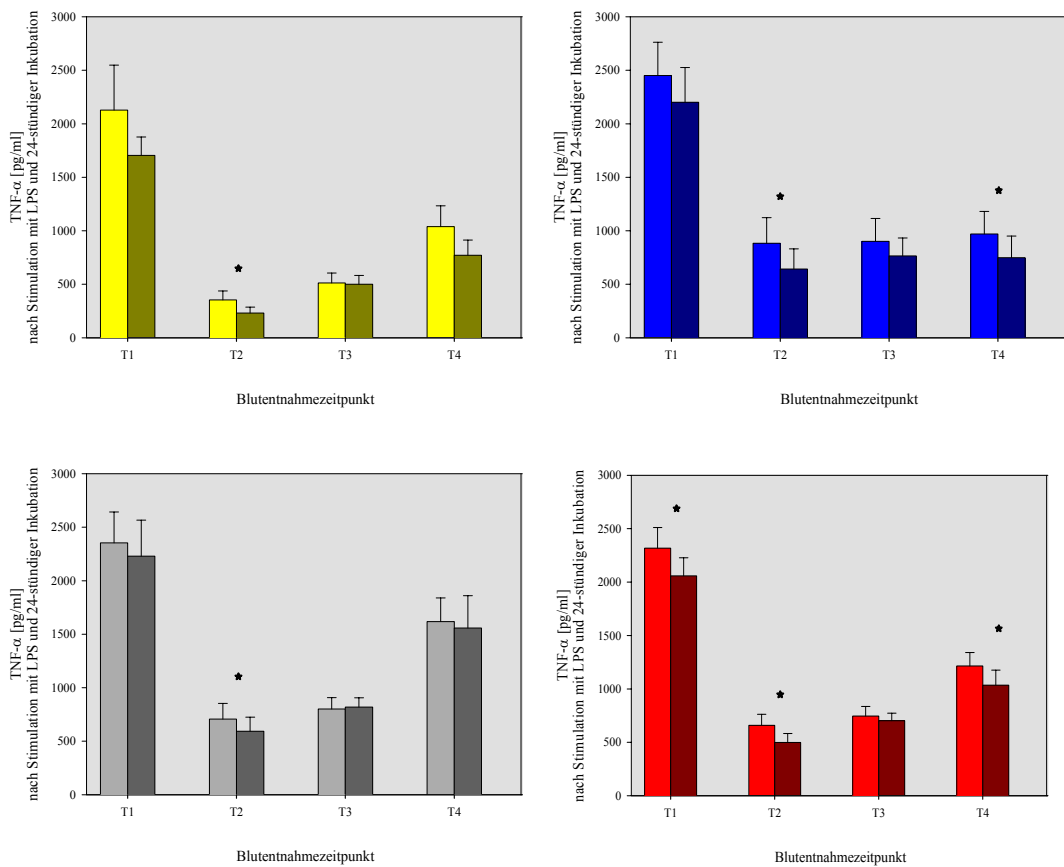 TNF-α [pg/ml]
nach Stimulation mit LPS und 24-stündiger Inkubation
3000
2500
2000
1500
1000
500
0
T1 T2 T3 T4
Blutentnahmezeitpunkt
TNF-α [pg/ml]
nach Stimulation mit LPS und 24-stündiger Inkubation
3000
2500
2000
1500
1000
500
0
T1 T2 T3 T4
Blutentnahmezeitpunkt
TNF-α [pg/ml]
nach Stimulation mit LPS und 24-stündiger Inkubation
3000
2500
2000
1500
1000
500
0
T1 T2 T3 T4
Blutentnahmezeitpunkt
TNF-α [pg/ml]
nach Stimulation mit LPS und 24-stündiger Inkubation
3000
2500
2000
1500
1000
500
0
T1 T2 T3 T4
Blutentnahmezeitpunkt